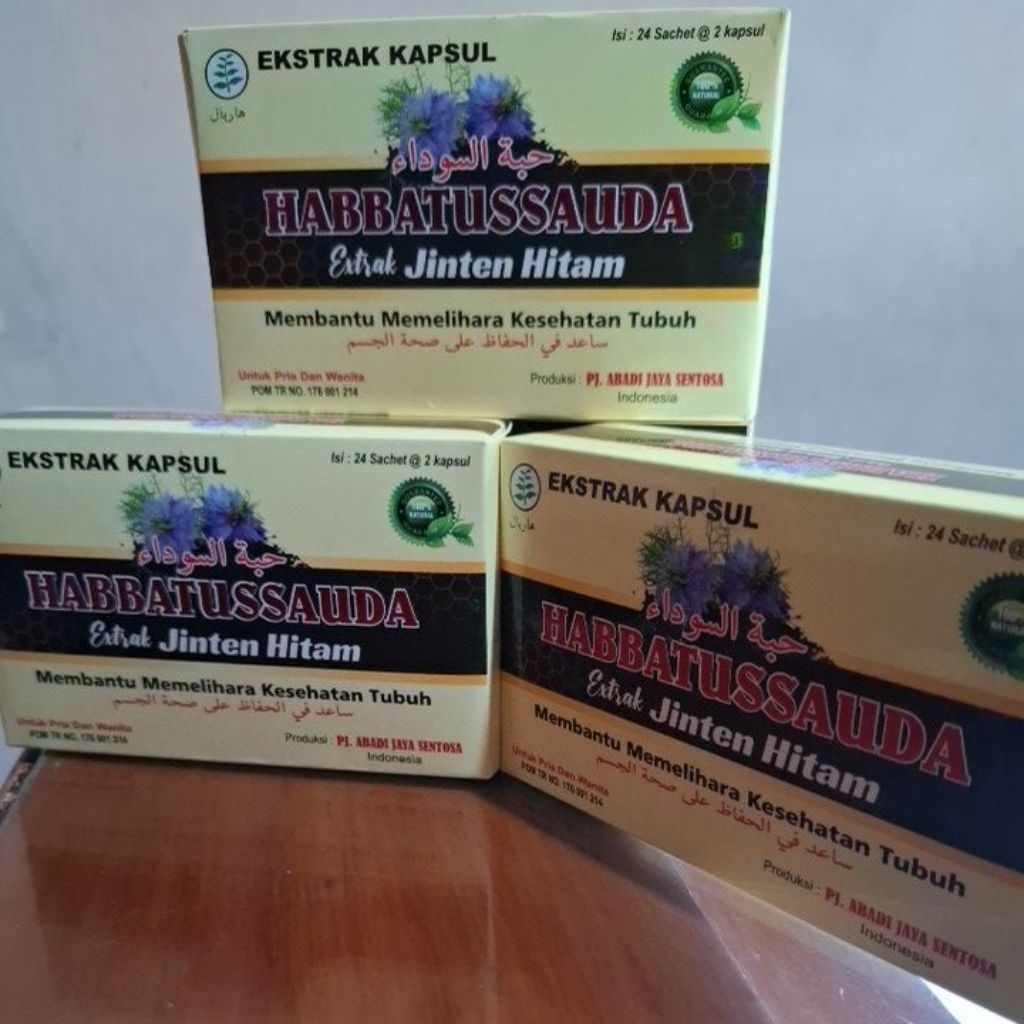 EKSTRAK KAPSUL
Isi : 24 Sachet @ 2 kapsul
هاربال
100%
NATURAL
حبة السوداء
HABBATUSSAUDA
Extrak Jinten Hitam
Membantu Memelihara Kesehatan Tubuh
ساعد في الحفاظ على صحة الجسم
Untuk Pria Dan Wanita
POM TR NO. 176 001 214
Produksi : PJ. ABADI JAYA SENTOSA
Indonesia
EKSTRAK KAPSUL
Isi : 24 Sachet @ 2 kapsul
100%
NATURAL
حبة السوداء
HABBATUSSAUDA
Extrak Jinten Hitam
Membantu Memelihara Kesehatan Tubuh
ساعد في الحفاظ على صحة الجسم
Untuk Pria Dan Wanita
POM TR NO. 176 001 214
Produksi : PJ. ABADI JAYA SENTOSA
Indonesia
EKSTRAK KAPSUL
Isi : 24 Sachet @
هاربال
حبة السوداء
HABBATUSSAUDA
Extrak Jinten Hitam
Membantu Memelihara Kesehatan Tubuh
ساعد في الحفاظ على صحة الجسم
Untuk Pria Dan Wanita
POM TR NO. 176 001 214
Produksi : PJ. ABADI JAYA SENTOSA
Indonesia